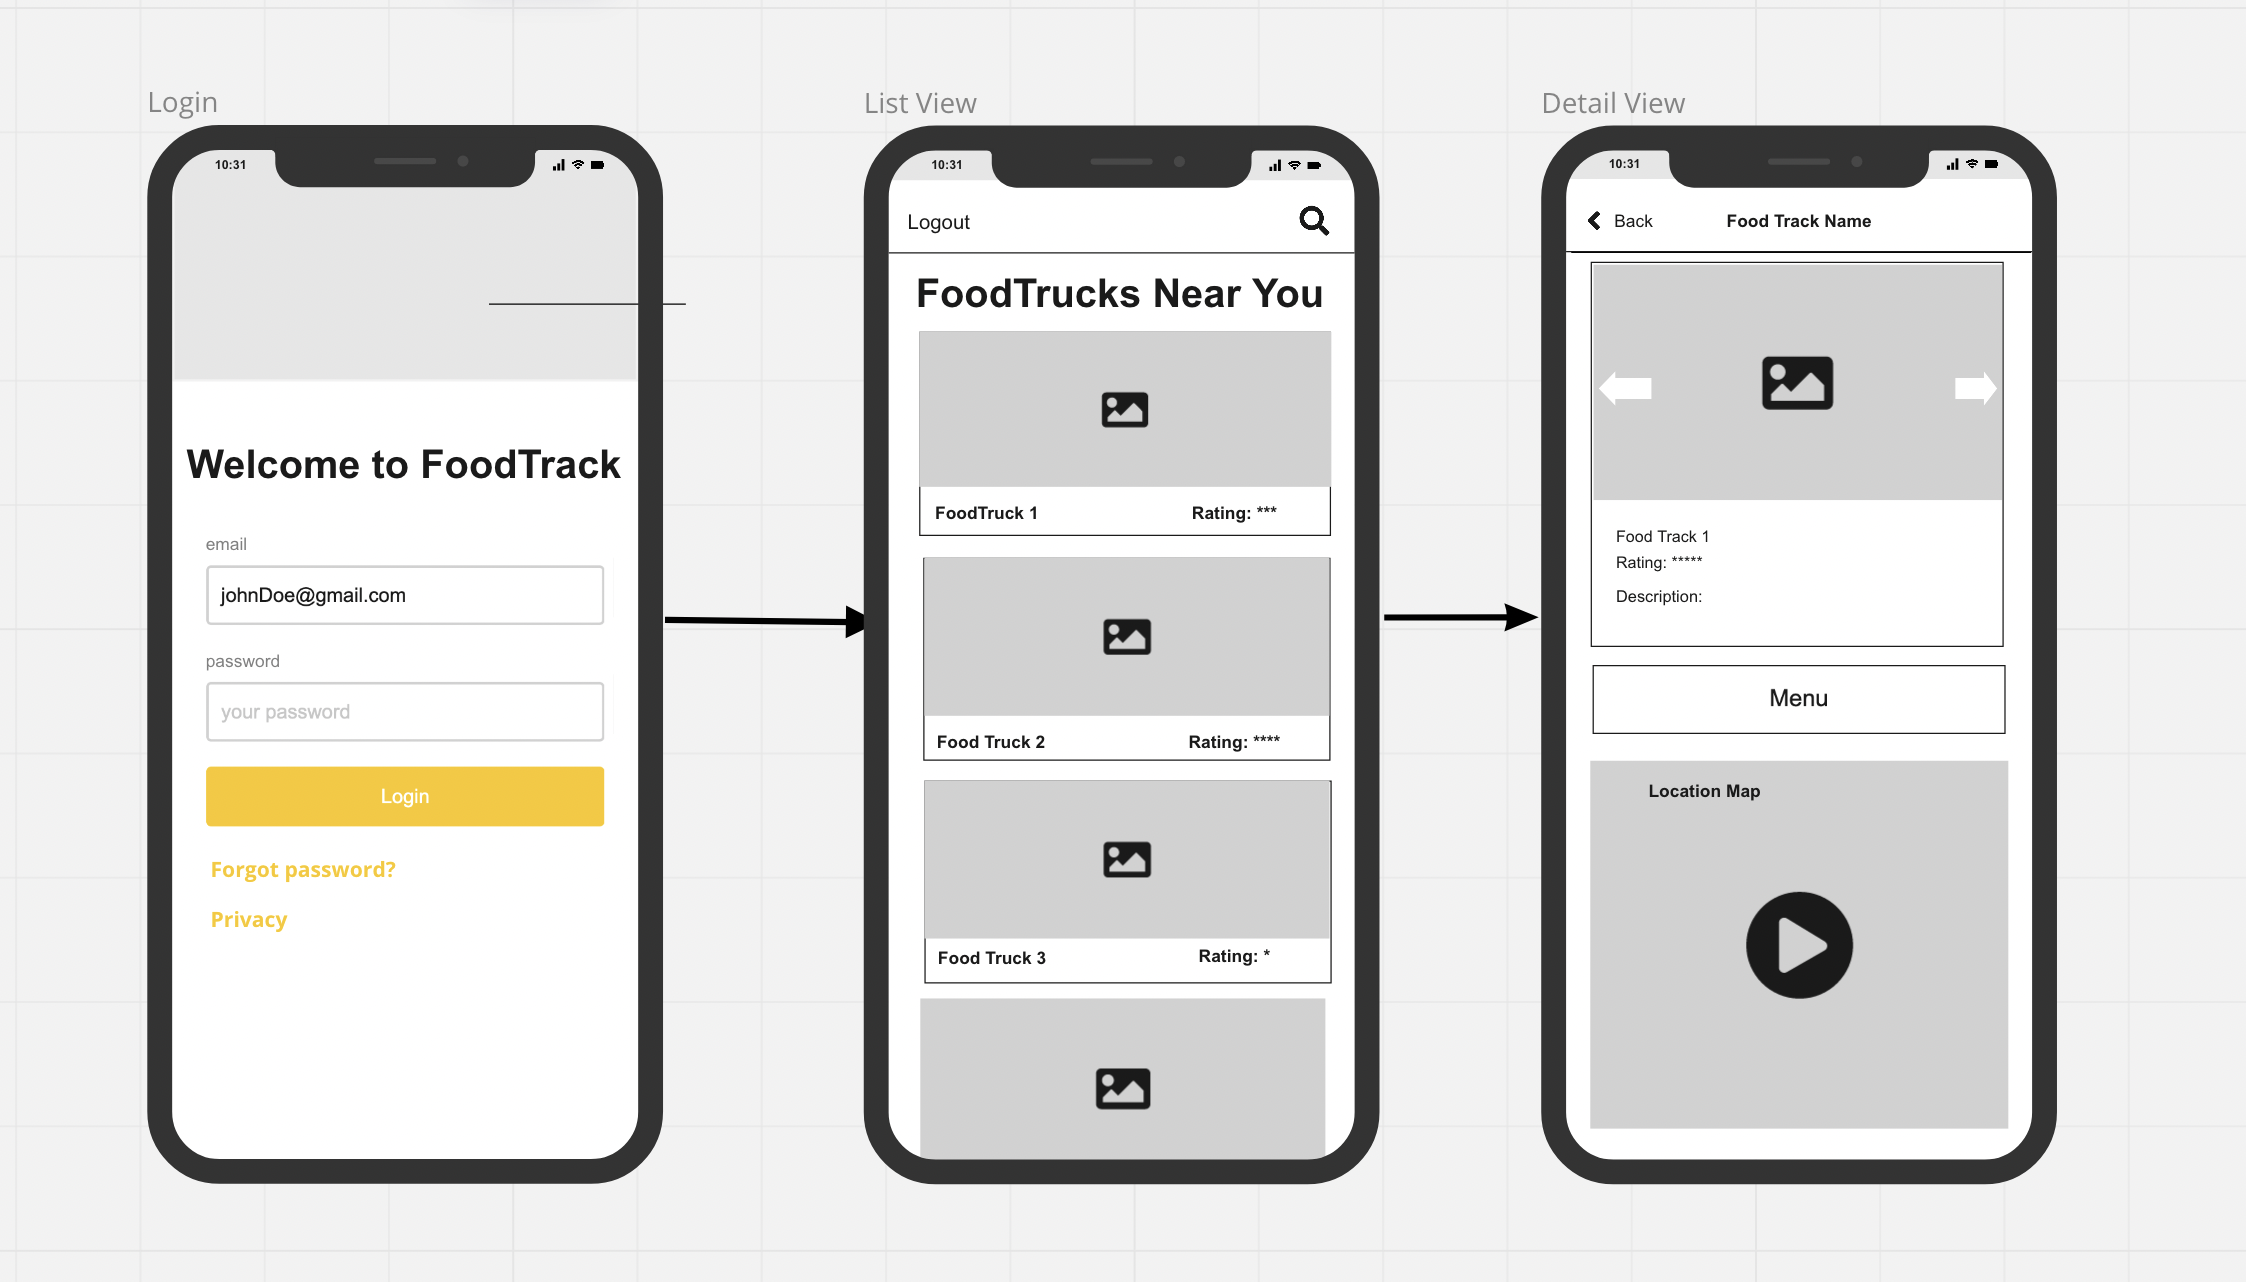 Login
10:31
Welcome to FoodTrack
email
johnDoe@gmail.com
password
your password
Login
Forgot password?
Privacy
List View
10:31
Logout
FoodTrucks Near You
FoodTruck 1 Rating: ***
Food Truck 2 Rating: ****
Food Truck 3 Rating: *
Detail View
10:31
Back Food Track Name
Food Track 1
Rating: *****
Description:
Menu
Location Map